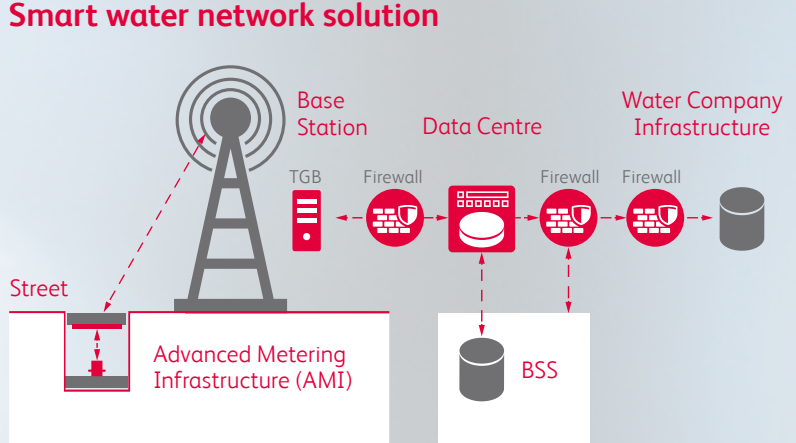 Smart water network solution
Base
Station
Data Centre
Water Company
Infrastructure
TGB
Firewall
Firewall
Firewall
Street
Advanced Metering
Infrastructure (AMI)
BSS